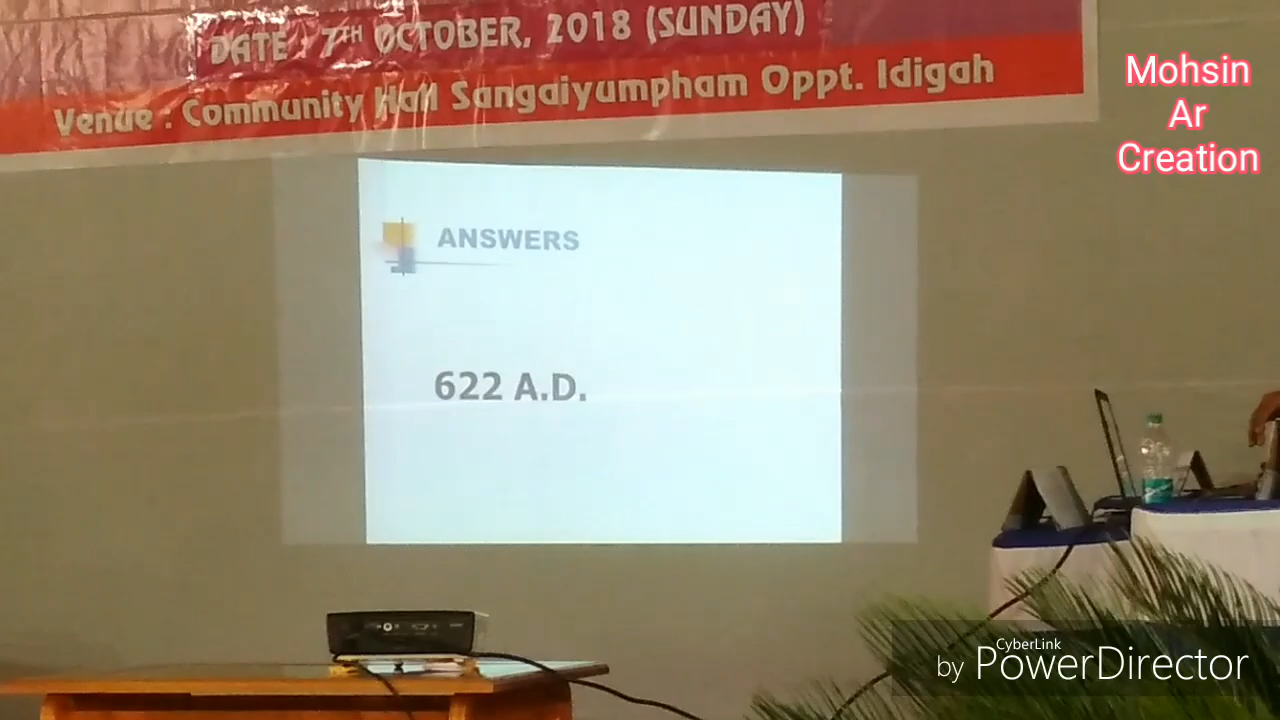 DATE : 7TH OCTOBER, 2018 (SUNDAY)
Venue : Community Hall Sangaiyumpham Oppt. Idigah
Mohsin
Ar
Creation
ANSWERS
622 A.D.
CyberLink
by PowerDirector